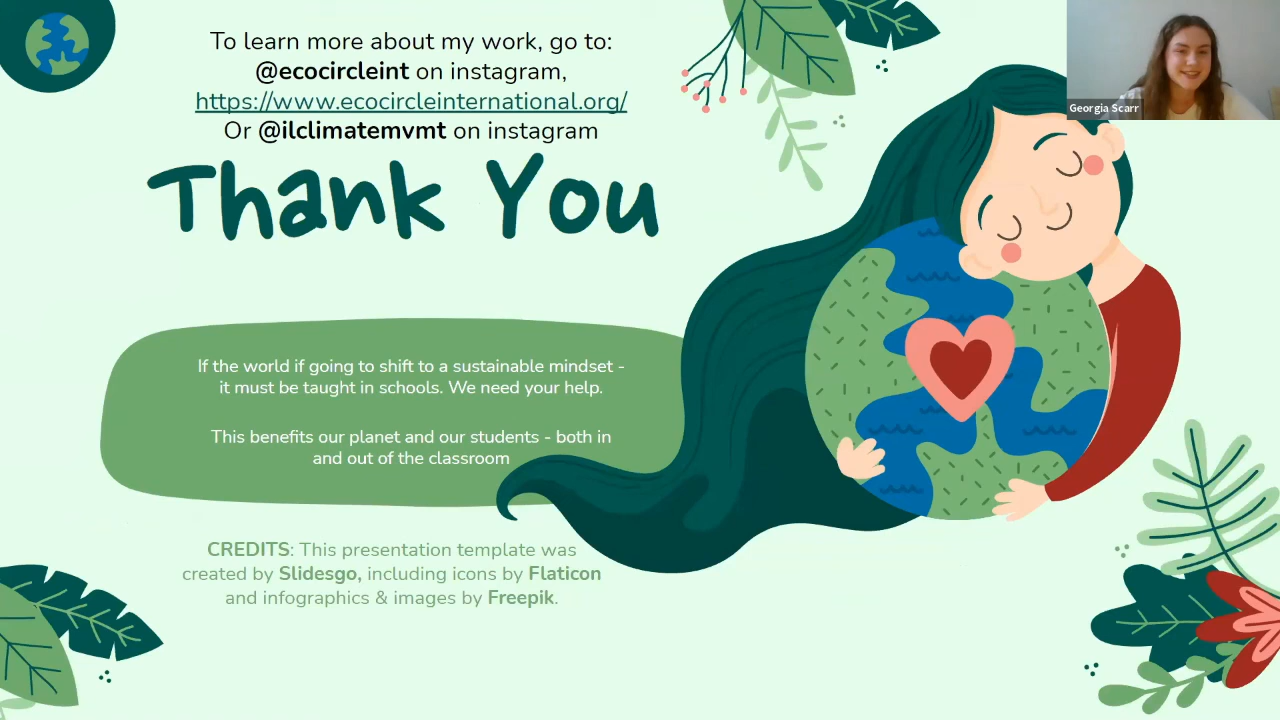 To learn more about my work, go to:
@ecocircleint on instagram,
https://www.ecocircleinternational.org/
Or @ilclimatemvmt on instagram
Thank You
Georgia Scarr
If the world if going to shift to a sustainable mindset -
it must be taught in schools. We need your help.
This benefits our planet and our students - both in
and out of the classroom
CREDITS: This presentation template was
created by Slidesgo, including icons by Flaticon
and infographics & images by Freepik.